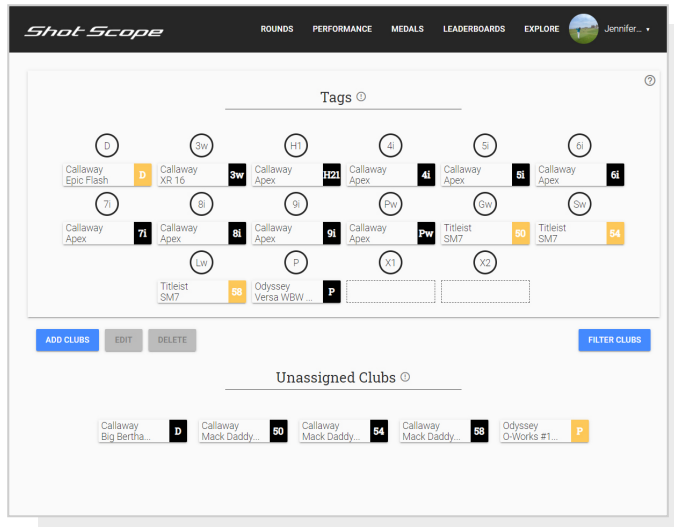 Shot Scope
ROUNDS PERFORMANCE MEDALS LEADERBOARDS EXPLORE Jennifer...
Tags
D 3w H1 4i 5i 6i
Callaway Callaway Callaway Callaway Callaway Callaway
Epic Flash D XR 16 3w Apex H21 Apex 4i Apex 5i Apex 6i
7i 8i 9i Pw Gw Sw
Callaway Callaway Callaway Callaway Titleist Titleist
Apex 7i Apex 8i Apex 9i Apex Pw SM7 50 SM7 54
Lw P X1 X2
Titleist Odyssey
SM7 58 Versa WBW ... P
ADD CLUBS EDIT DELETE FILTER CLUBS
Unassigned Clubs
Callaway Callaway Callaway Callaway Odyssey
Big Bertha... D Mack Daddy... 50 Mack Daddy... 54 Mack Daddy... 58 O-Works #1... P